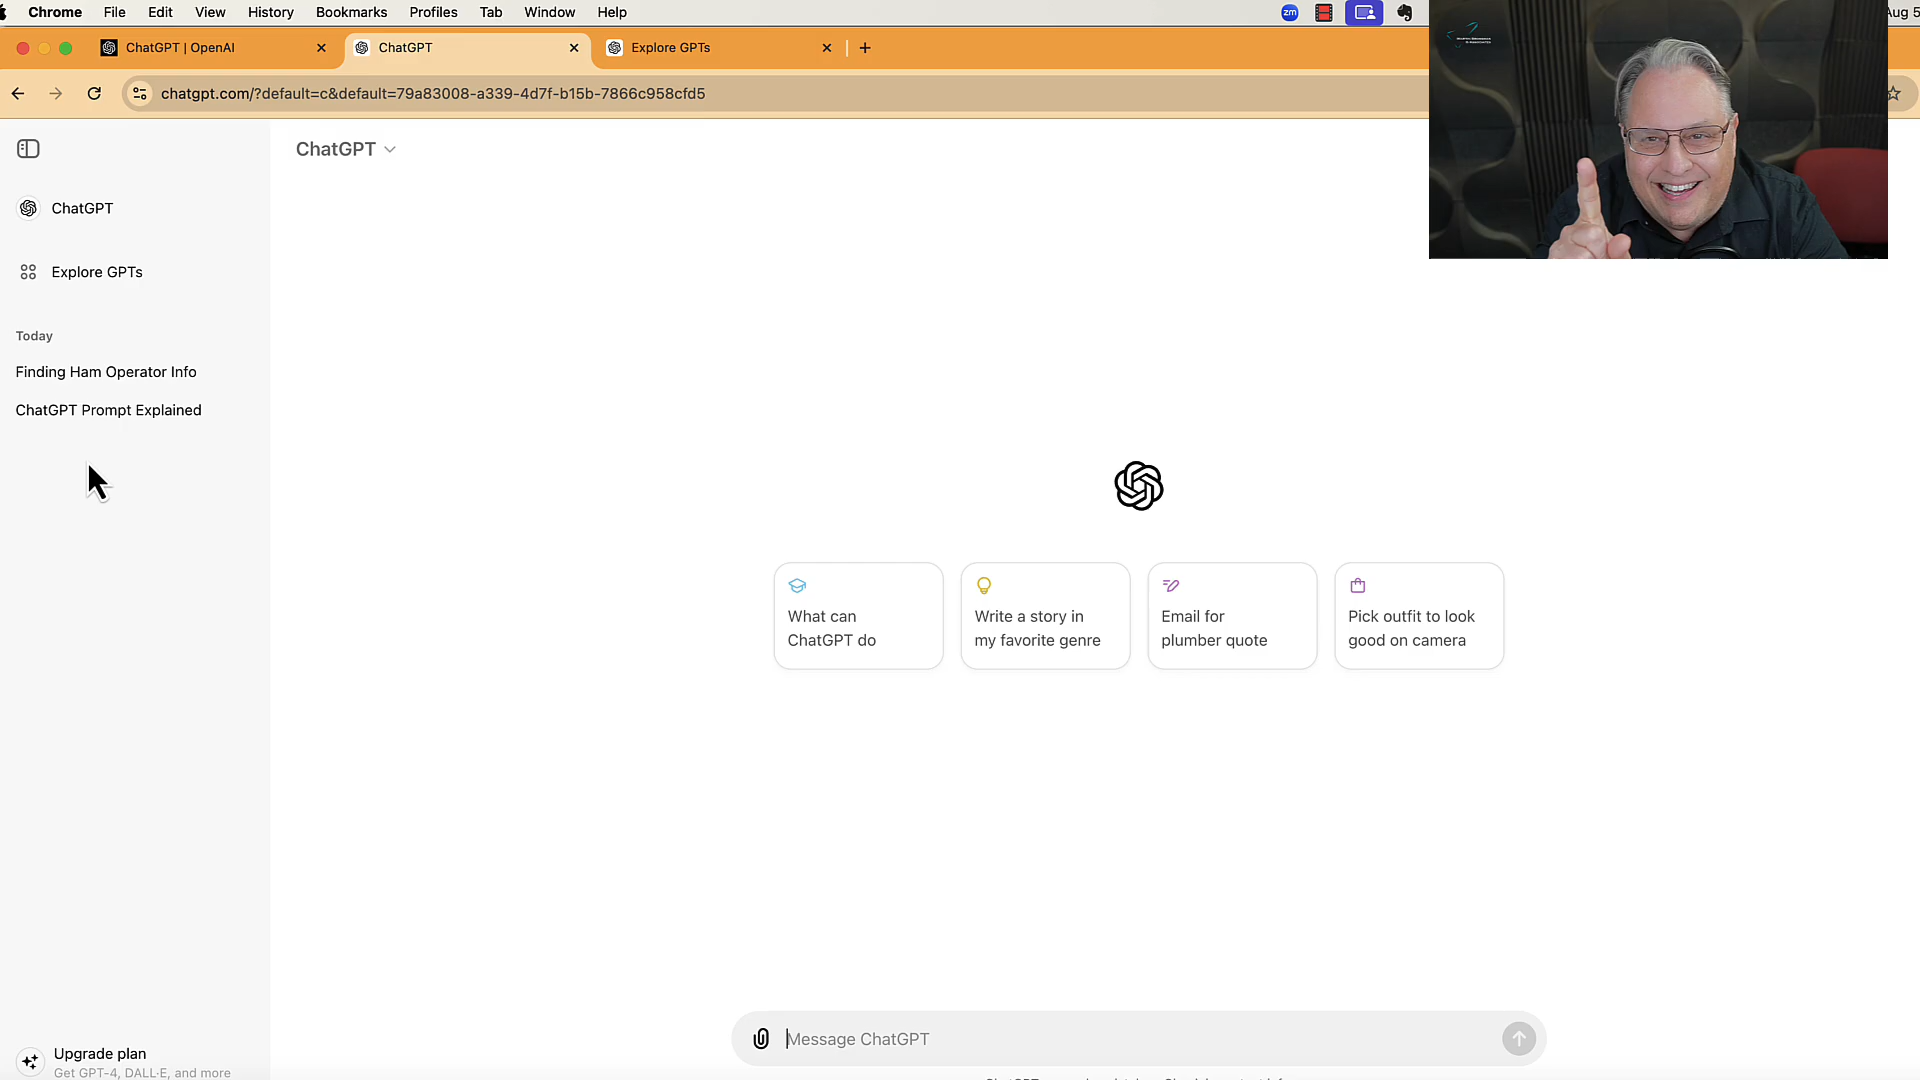 Chrome File Edit View History Bookmarks Profiles Tab Window Help
zm
Aug 5
ChatGPT | OpenAI
ChatGPT
Explore GPTs
chatgpt.com/?default=c&default=79a83008-a339-4d7f-b15b-7866c958cfd5
ChatGPT
ChatGPT
Explore GPTs
Today
Finding Ham Operator Info
ChatGPT Prompt Explained
What can
ChatGPT do
Write a story in
my favorite genre
Email for
plumber quote
Pick outfit to look
good on camera
Message ChatGPT
Upgrade plan
Get GPT-4, DALL·E, and more